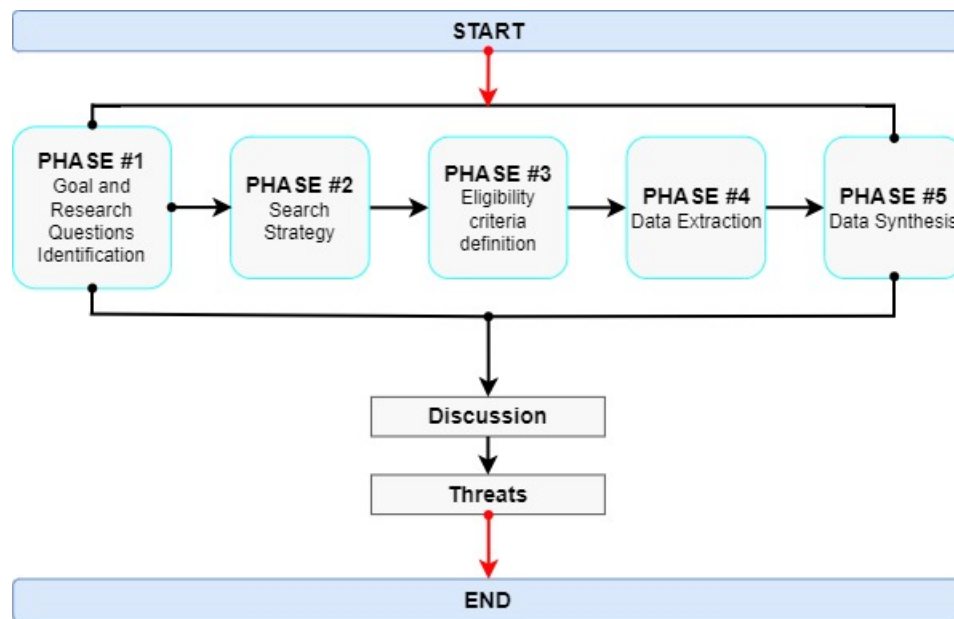 START
PHASE #1
Goal and
Research
Questions
Identification
PHASE #2
Search
Strategy
PHASE #3
Eligibility
criteria
definition
PHASE #4
Data Extraction
PHASE #5
Data Synthesis
Discussion
Threats
END